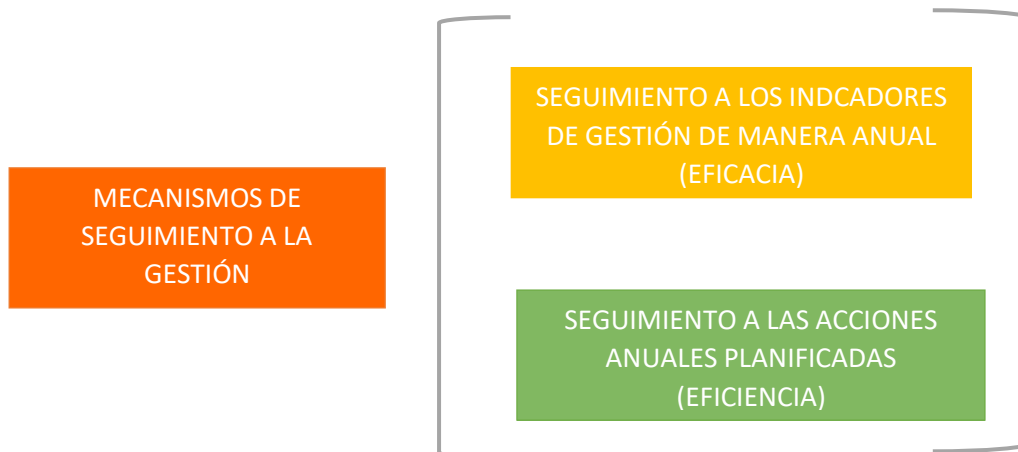 MECANISMOS DE
SEGUIMIENTO A LA
GESTIÓN
SEGUIMIENTO A LOS INDCADORES
DE GESTIÓN DE MANERA ANUAL
(EFICACIA)
SEGUIMIENTO A LAS ACCIONES
ANUALES PLANIFICADAS
(EFICIENCIA)